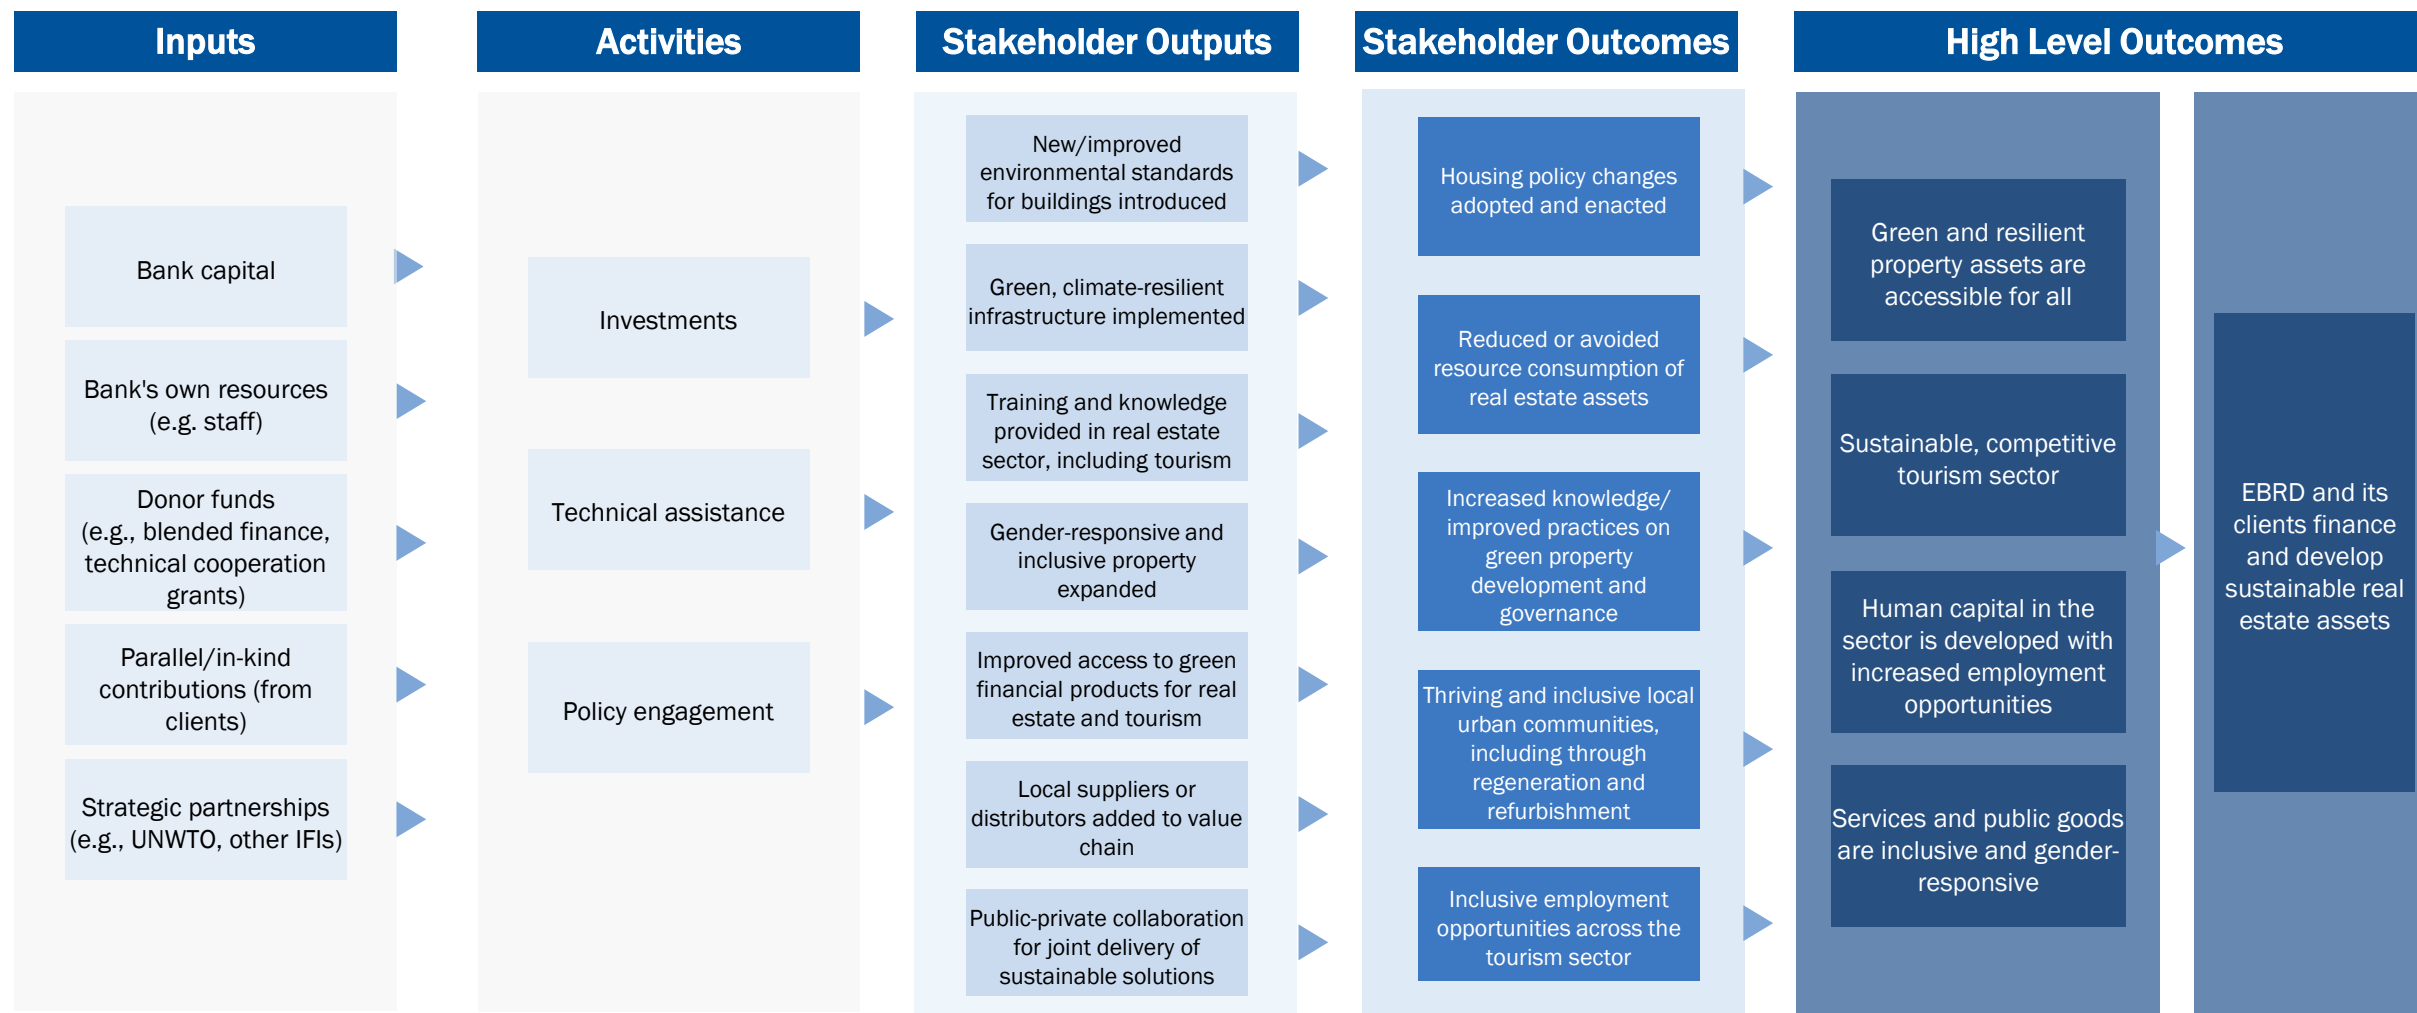 Inputs
Activities
Stakeholder Outputs
Stakeholder Outcomes
High Level Outcomes
Bank capital
Bank's own resources
(e.g. staff)
Donor funds
(e.g., blended finance,
technical cooperation
grants)
Parallel/in-kind
contributions (from
clients)
Strategic partnerships
(e.g., UNWTO, other IFIs)
Investments
Technical assistance
Policy engagement
New/improved
environmental standards
for buildings introduced
Green, climate-resilient
infrastructure implemented
Training and knowledge
provided in real estate
sector, including tourism
Gender-responsive and
inclusive property
expanded
Improved access to green
financial products for real
estate and tourism
Local suppliers or
distributors added to value
chain
Public-private collaboration
for joint delivery of
sustainable solutions
Housing policy changes
adopted and enacted
Reduced or avoided
resource consumption of
real estate assets
Increased knowledge/
improved practices on
green property
development and
governance
Thriving and inclusive local
urban communities,
including through
regeneration and
refurbishment
Inclusive employment
opportunities across the
tourism sector
Green and resilient
property assets are
accessible for all
Sustainable, competitive
tourism sector
Human capital in the
sector is developed with
increased employment
opportunities
Services and public goods
are inclusive and gender-
responsive
EBRD and its
clients finance
and develop
sustainable real
estate assets